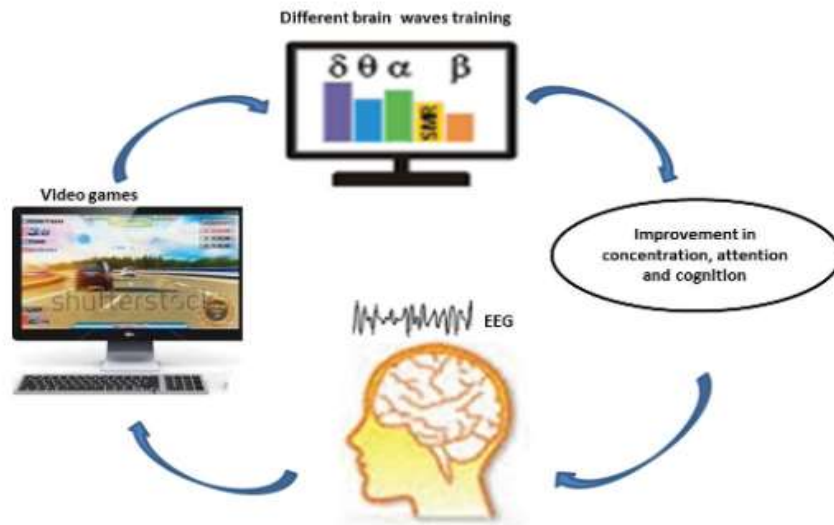 Different brain waves training
δ θ α β
SMR
Video games
shutterstock
Improvement in
concentration, attention
and cognition
EEG